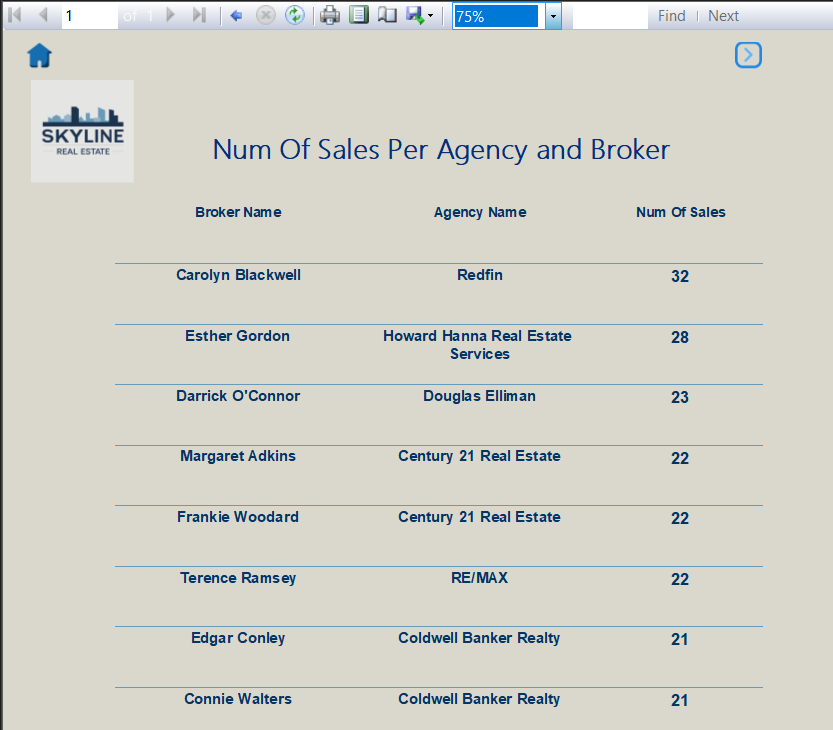 1 of 1 75% Find Next
SKYLINE
REAL ESTATE
Num Of Sales Per Agency and Broker
Broker Name Agency Name Num Of Sales
Carolyn Blackwell Redfin 32
Esther Gordon Howard Hanna Real Estate 28
Services
Darrick O'Connor Douglas Elliman 23
Margaret Adkins Century 21 Real Estate 22
Frankie Woodard Century 21 Real Estate 22
Terence Ramsey RE/MAX 22
Edgar Conley Coldwell Banker Realty 21
Connie Walters Coldwell Banker Realty 21